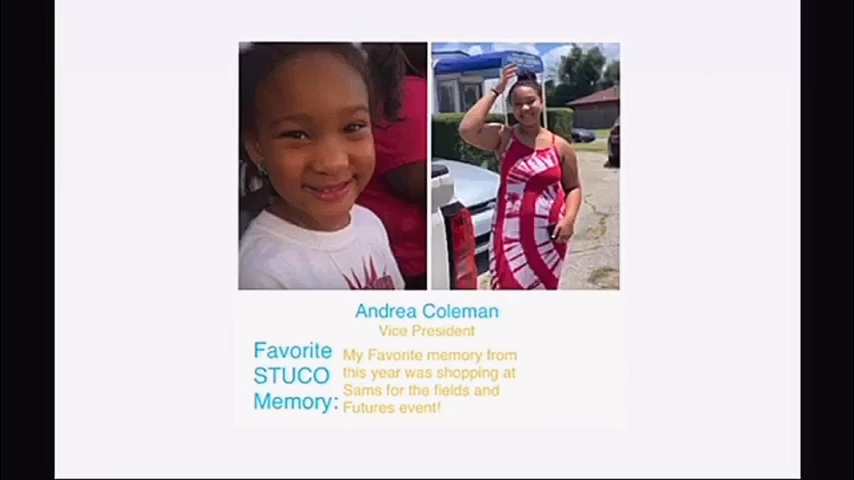 Andrea Coleman
Vice President
Favorite
STUCO
Memory:
My Favorite memory from
this year was shopping at
Sams for the fields and
Futures event!